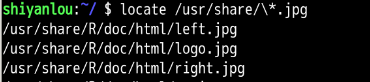 shiyanlou:~/ $ locate /usr/share/\*.jpg
/usr/share/R/doc/html/left.jpg
/usr/share/R/doc/html/logo.jpg
/usr/share/R/doc/html/right.jpg